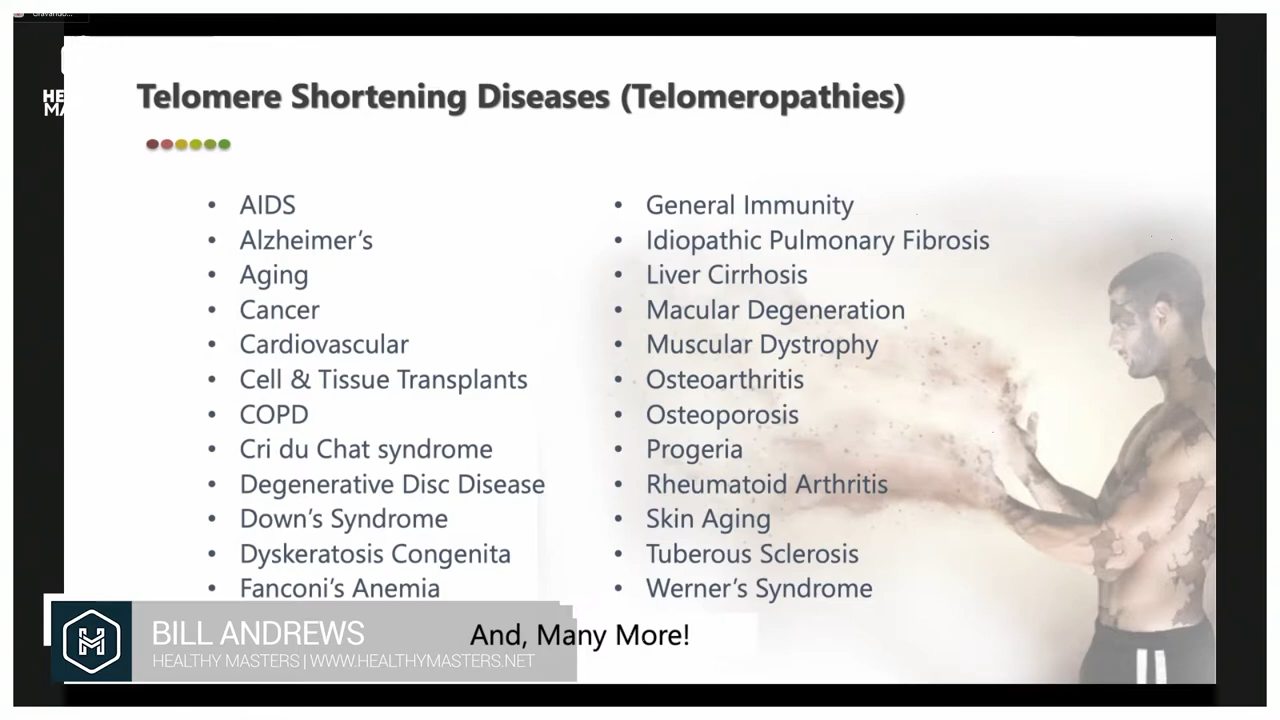 Gravando...
HE
MA
Telomere Shortening Diseases (Telomeropathies)
• AIDS
• Alzheimer’s
• Aging
• Cancer
• Cardiovascular
• Cell & Tissue Transplants
• COPD
• Cri du Chat syndrome
• Degenerative Disc Disease
• Down’s Syndrome
• Dyskeratosis Congenita
• Fanconi’s Anemia
• General Immunity
• Idiopathic Pulmonary Fibrosis
• Liver Cirrhosis
• Macular Degeneration
• Muscular Dystrophy
• Osteoarthritis
• Osteoporosis
• Progeria
• Rheumatoid Arthritis
• Skin Aging
• Tuberous Sclerosis
• Werner’s Syndrome
And, Many More!
BILL ANDREWS
HEALTHY MASTERS | WWW.HEALTHYMASTERS.NET